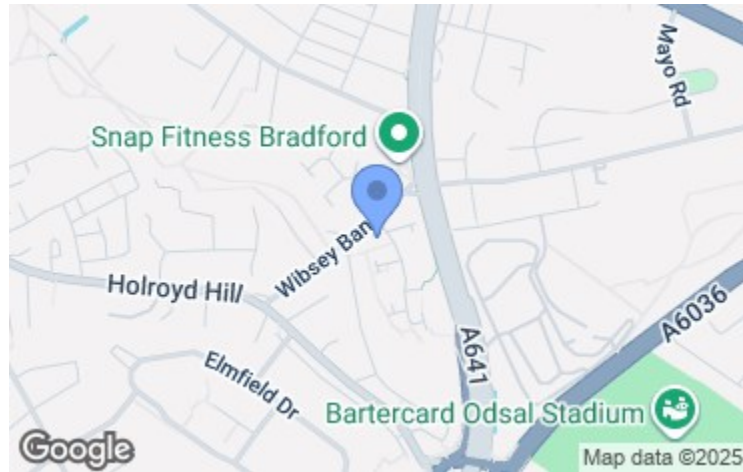 Mayo Rd
Snap Fitness Bradford
Wibsey Ban
Holroyd Hill
A641
A6036
Elmfield Dr
Bartercard Odsal Stadium
Google
Map data ©2025